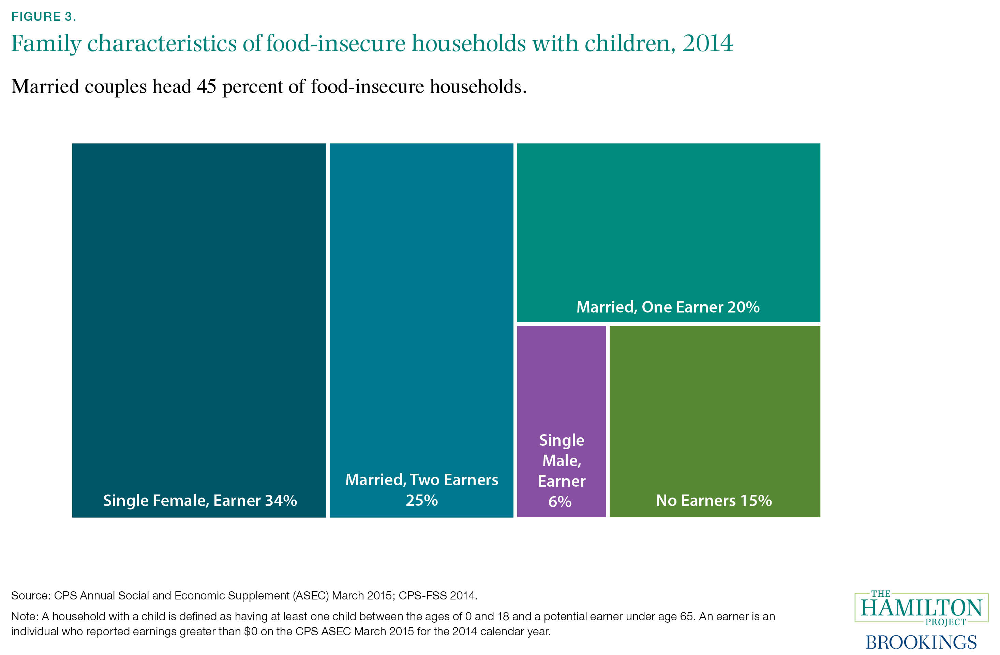 FIGURE 3.
Family characteristics of food-insecure households with children, 2014
Married couples head 45 percent of food-insecure households.
Single Female, Earner 34%
Married, Two Earners
25%
Married, One Earner 20%
Single
Male,
Earner
6%
No Earners 15%
Source: CPS Annual Social and Economic Supplement (ASEC) March 2015; CPS-FSS 2014.
Note: A household with a child is defined as having at least one child between the ages of 0 and 18 and a potential earner under age 65. An earner is an
individual who reported earnings greater than $0 on the CPS ASEC March 2015 for the 2014 calendar year.
THE
HAMILTON
PROJECT
BROOKINGS